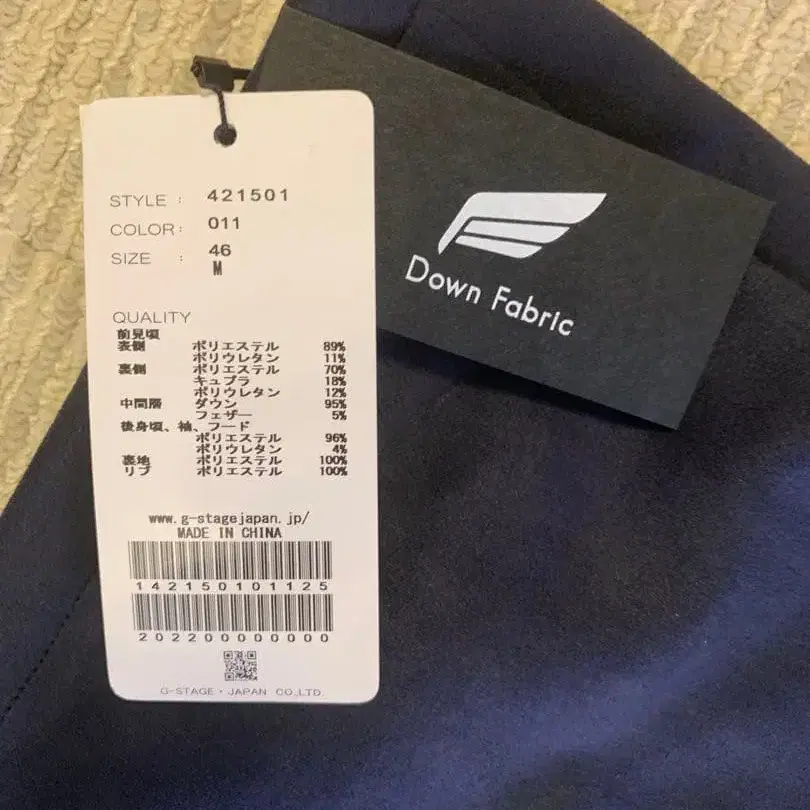 STYLE : 421501
COLOR: 011
SIZE : 46
M
QUALITY
前見頃
表側 ポリエステル 89%
ポリウレタン 11%
裏側 ポリエステル 70%
キュプラ 18%
ポリウレタン 12%
中間層 ダウン 95%
フェザー 5%
後身頃、袖、フード
ポリエステル 96%
ポリウレタン 4%
裏地 ポリエステル 100%
リブ ポリエステル 100%
www.g-stagejapan.jp/
MADE IN CHINA
142150101125
2022000000000
G-STAGE・JAPAN CO.,LTD.
Down Fabric